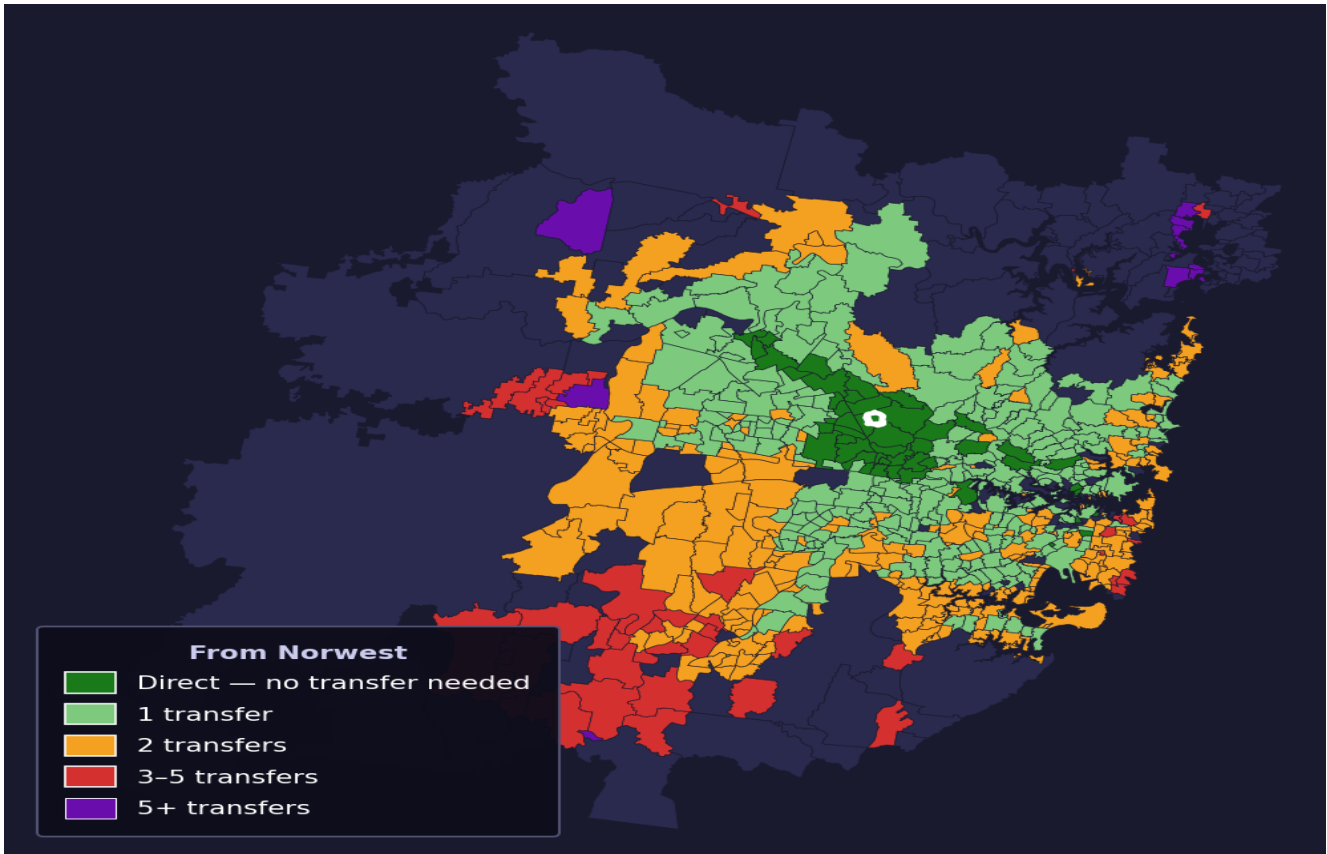 From Norwest
Direct — no transfer needed
1 transfer
2 transfers
3–5 transfers
5+ transfers